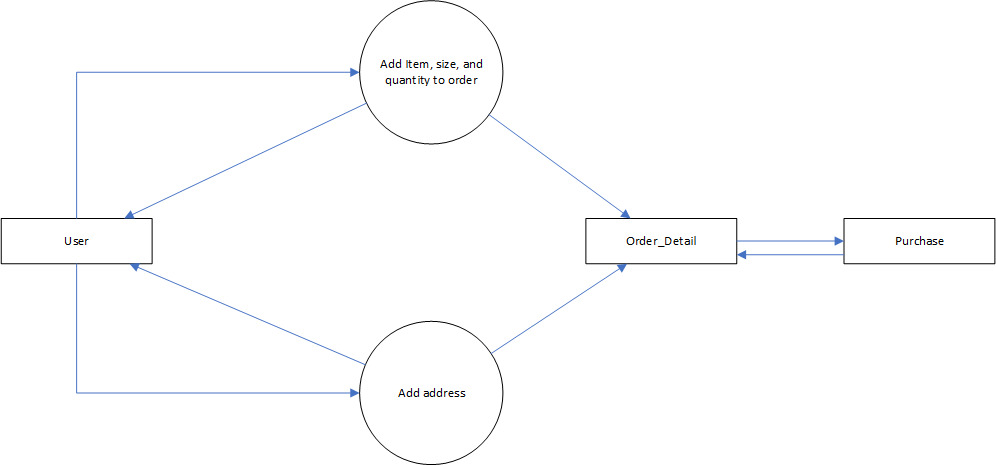 Add Item, size, and
quantity to order
User
Order_Detail
Purchase
Add address